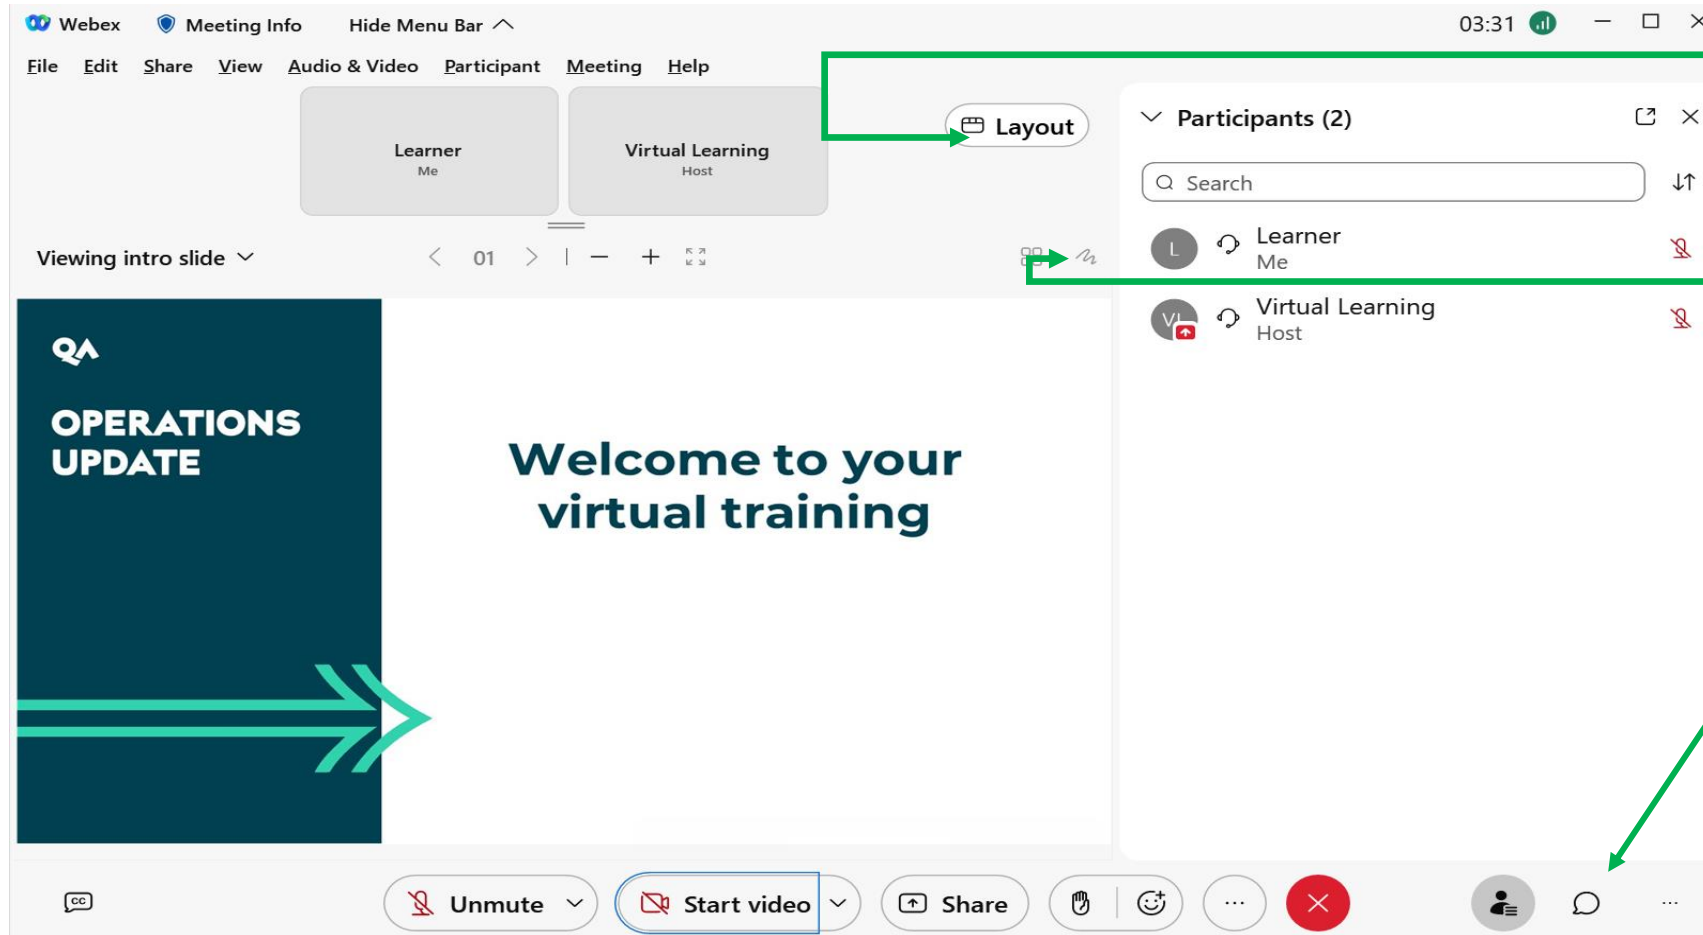 Webex Meeting Info Hide Menu Bar 03:31
File Edit Share View Audio & Video Participant Meeting Help
Learner
Me
Virtual Learning
Host
Layout
Participants (2)
Search
Learner
Me
Virtual Learning
Host
Viewing intro slide 01
QA
OPERATIONS
UPDATE
Welcome to your
virtual training
L
VL
CC
Unmute Start video Share